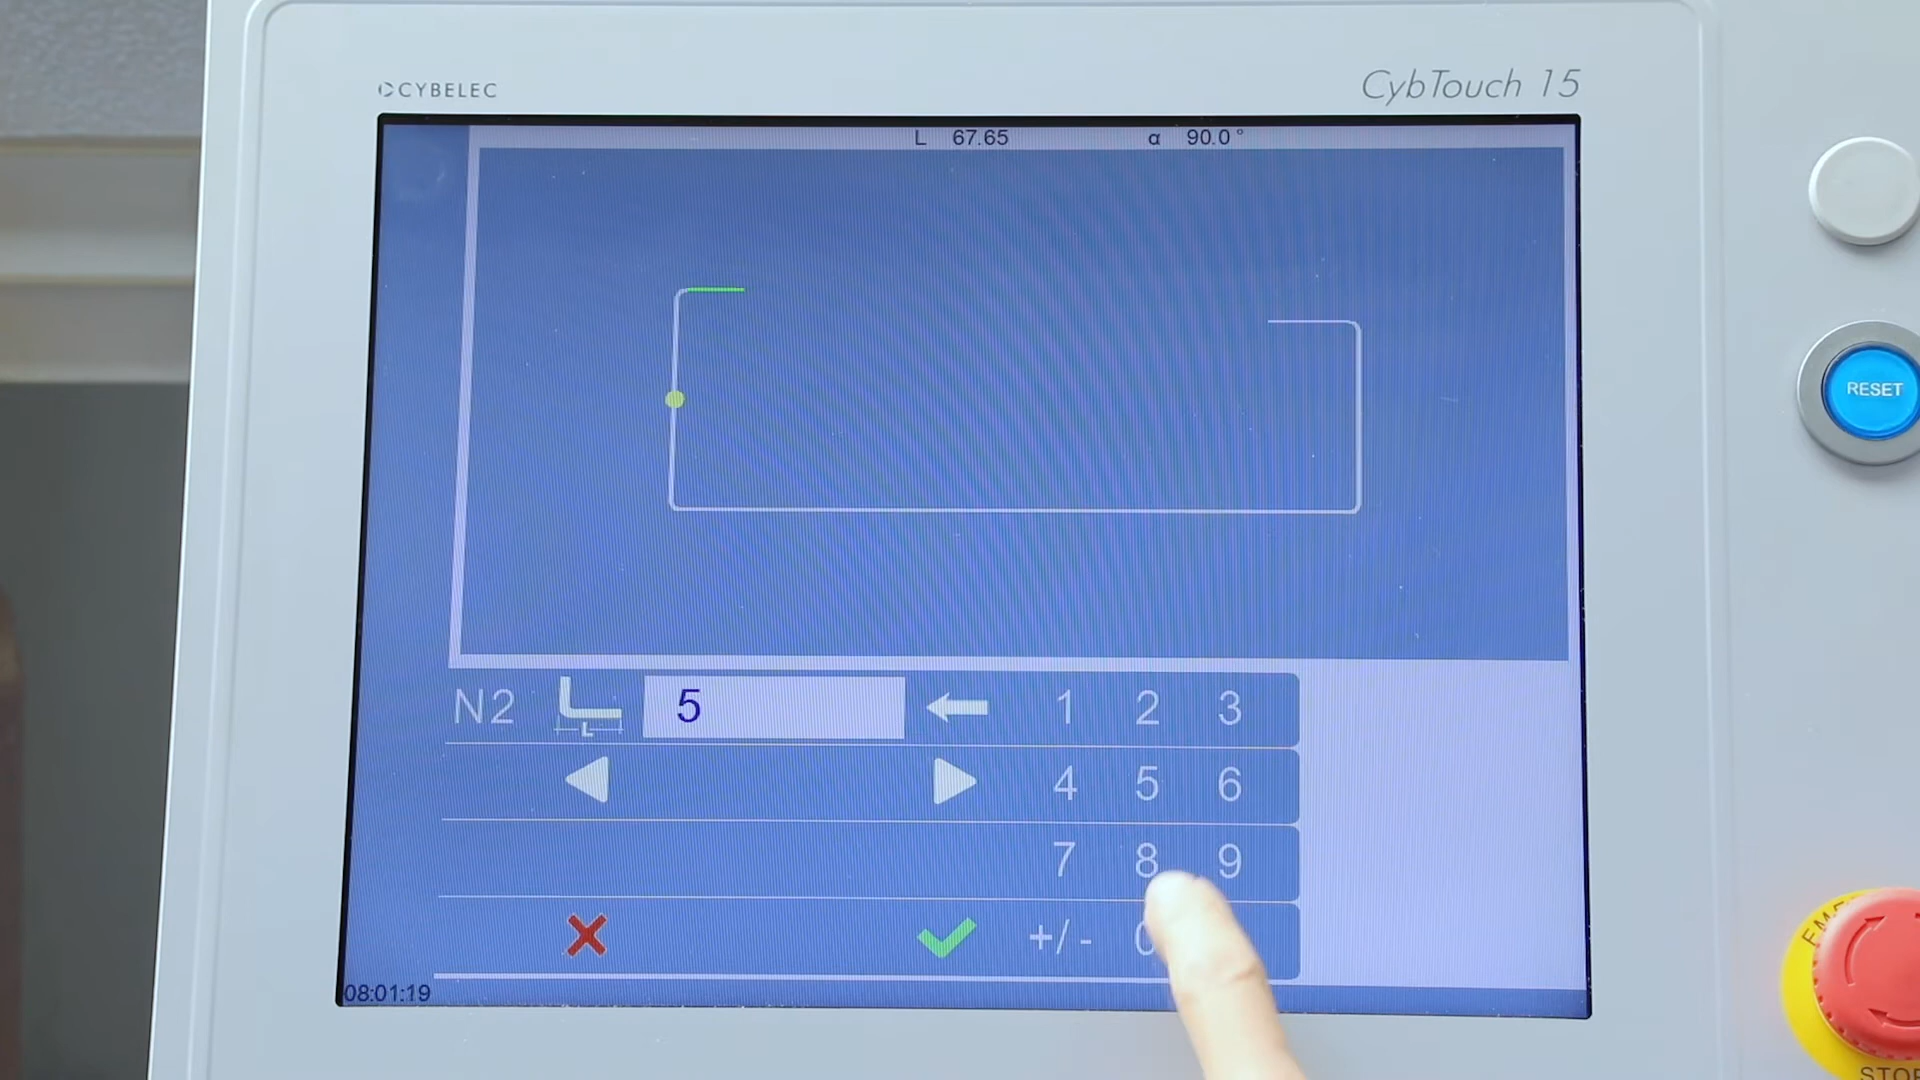 CYBELEC
CybTouch 15
L 67.65 α 90.0 °
RESET
N2 L 5 1 2 3
4 5 6
7 8 9
+/- 0
08:01:19